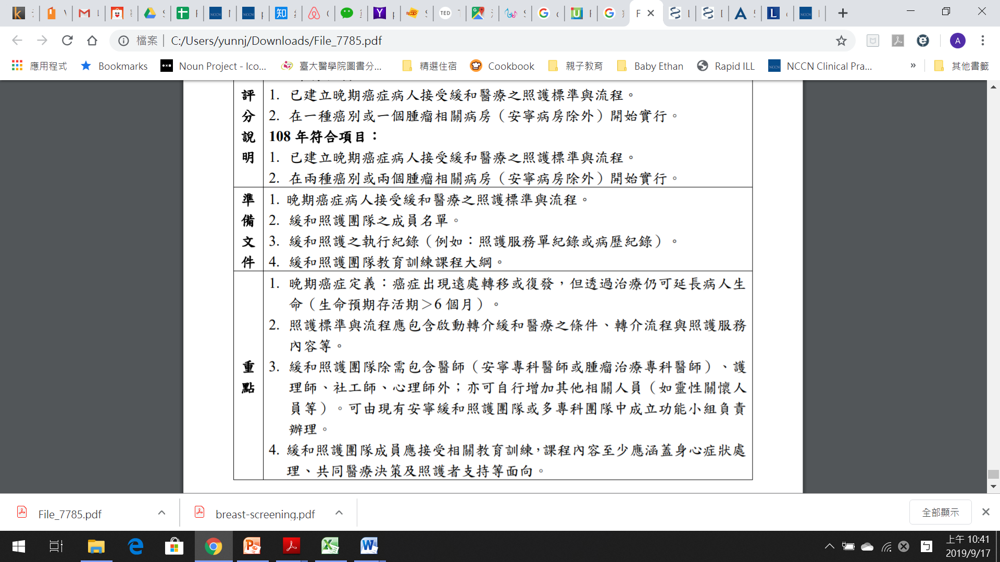 F
檔案 C:/Users/yunnj/Downloads/File_7785.pdf
A
應用程式 Bookmarks Noun Project - Ico... 臺大醫學院圖書分... 精選住宿 Cookbook 親子教育 Baby Ethan Rapid ILL NCCN Clinical Pra... » 其他書籤
評分說明
1. 已建立晚期癌症病人接受緩和醫療之照護標準與流程。
2. 在一種癌別或一個腫瘤相關病房（安寧病房除外）開始實行。
108 年符合項目：
1. 已建立晚期癌症病人接受緩和醫療之照護標準與流程。
2. 在兩種癌別或兩個腫瘤相關病房（安寧病房除外）開始實行。
準備文件
1. 晚期癌症病人接受緩和醫療之照護標準與流程。
2. 緩和照護團隊之成員名單。
3. 緩和照護之執行紀錄（例如：照護服務單紀錄或病歷紀錄）。
4. 緩和照護團隊教育訓練課程大綱。
重點
1. 晚期癌症定義：癌症出現遠處轉移或復發，但透過治療仍可延長病人生
命（生命預期存活期＞6 個月）。
2. 照護標準與流程應包含啟動轉介緩和醫療之條件、轉介流程與照護服務
內容等。
3. 緩和照護團隊除需包含醫師（安寧專科醫師或腫瘤治療專科醫師）、護
理師、社工師、心理師外；亦可自行增加其他相關人員（如靈性關懷人
員等）。可由現有安寧緩和照護團隊或多專科團隊中成立功能小組負責
辦理。
4. 緩和照護團隊成員應接受相關教育訓練，課程內容至少應涵蓋身心症狀處
理、共同醫療決策及照護者支持等面向。
File_7785.pdf breast-screening.pdf 全部顯示
上午 10:41
2019/9/17